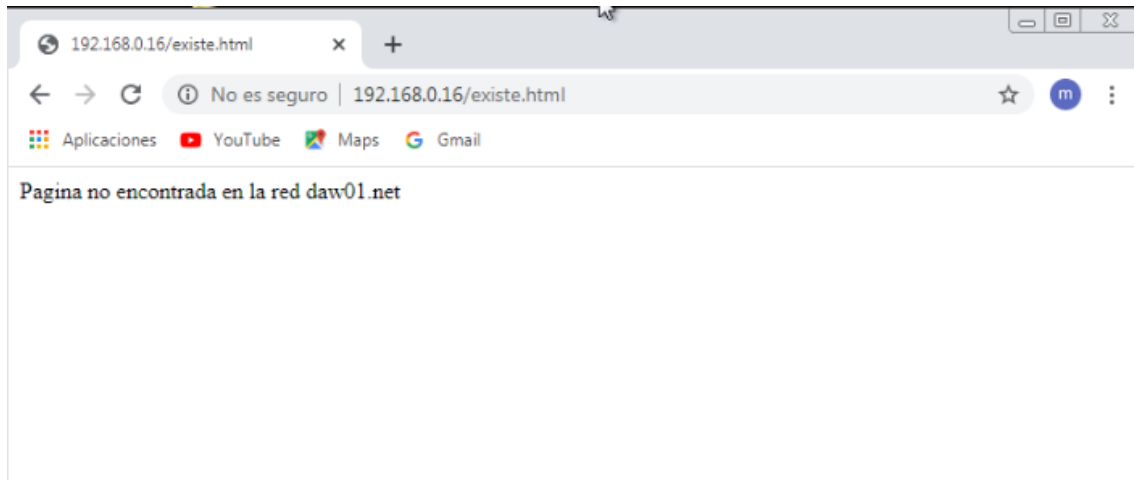 192.168.0.16/existe.html
No es seguro | 192.168.0.16/existe.html
m
Aplicaciones YouTube Maps G Gmail
Pagina no encontrada en la red daw01.net